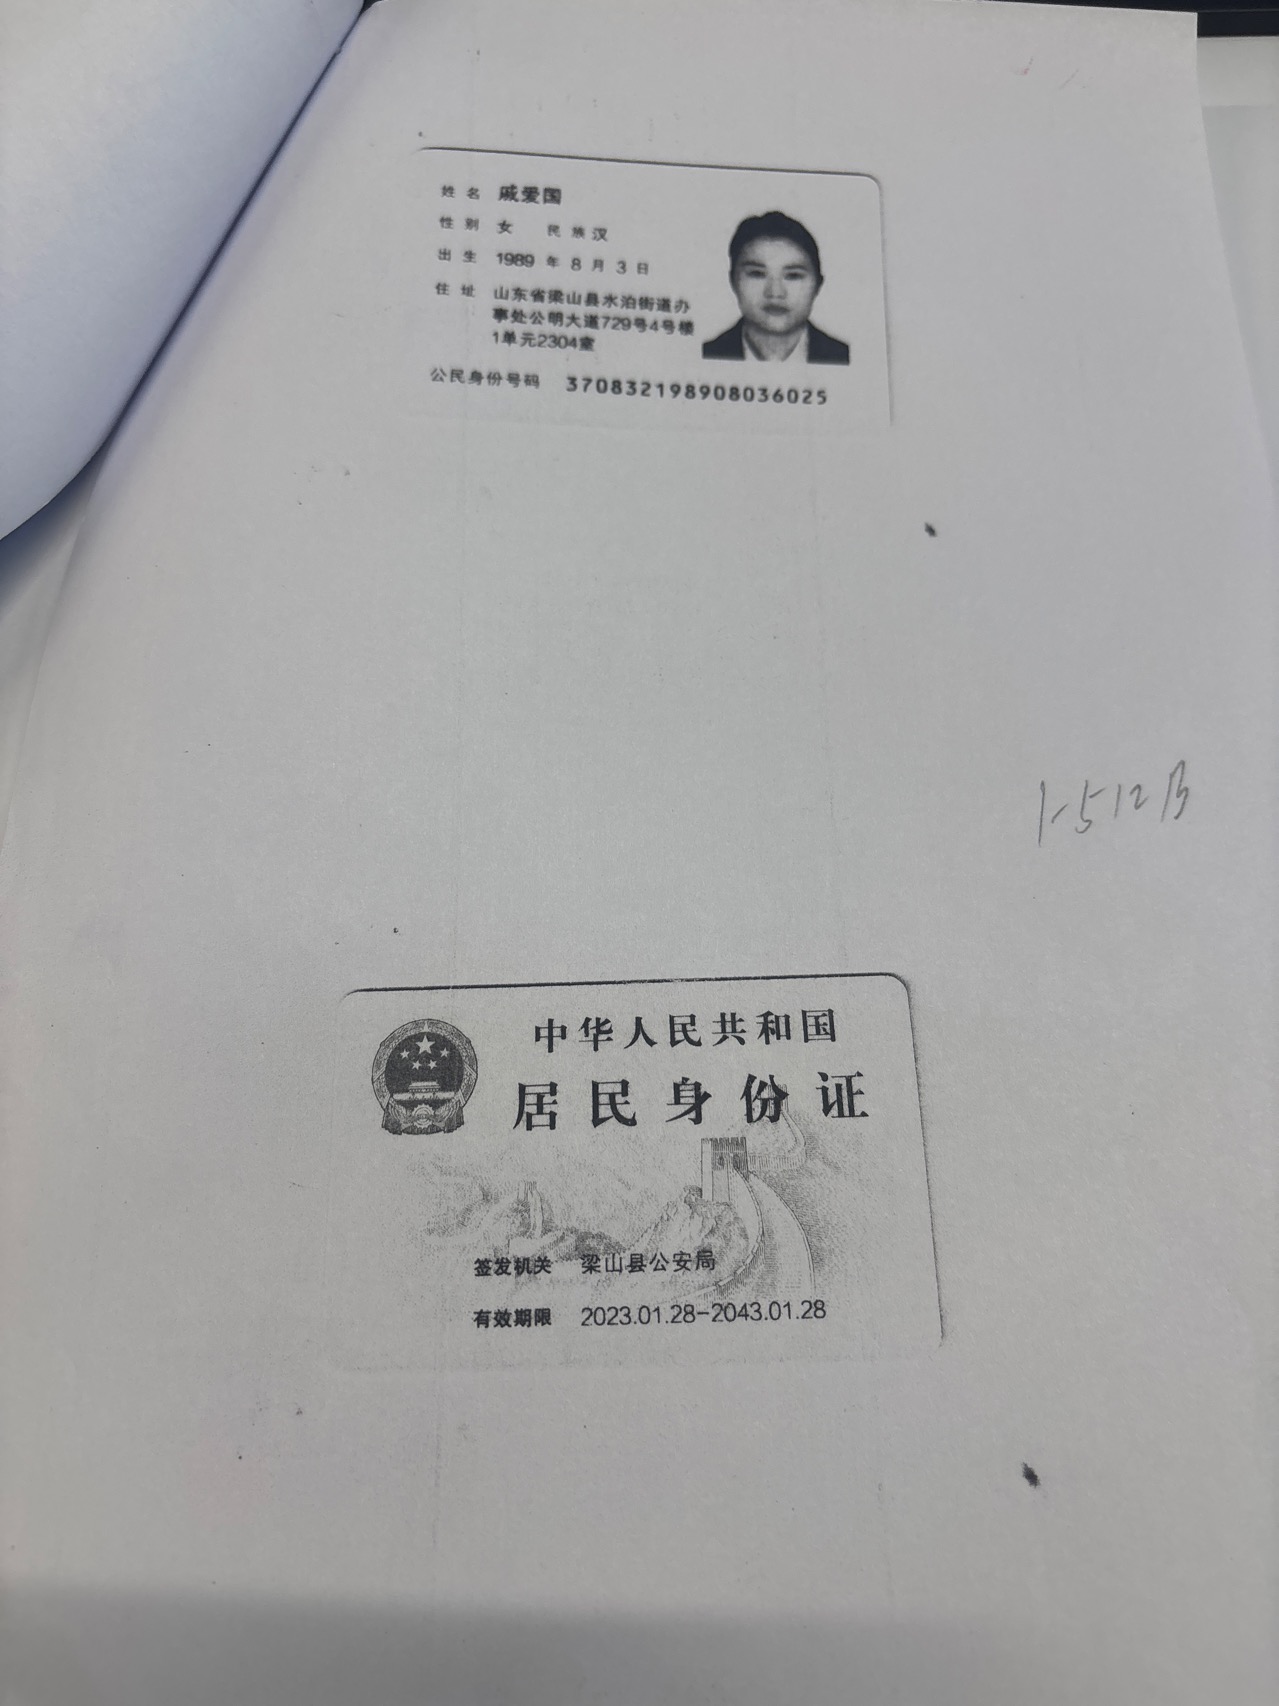 姓名 戚爱国
性别 女 民族 汉
出生 1989 年 8 月 3 日
住址 山东省梁山县水泊街道办
事处公明大道729号4号楼
1单元2304室
公民身份号码 370832198908036025
1-512B
中华人民共和国
居民身份证
签发机关 梁山县公安局
有效期限 2023.01.28-2043.01.28